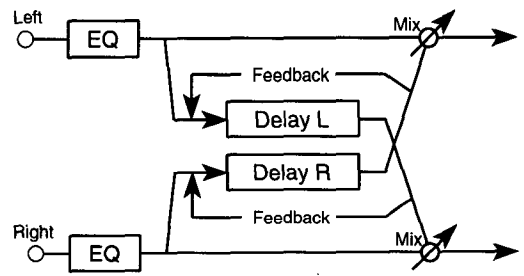 Left
EQ
Mix
Feedback
Delay L
Delay R
Feedback
Right
EQ
Mix